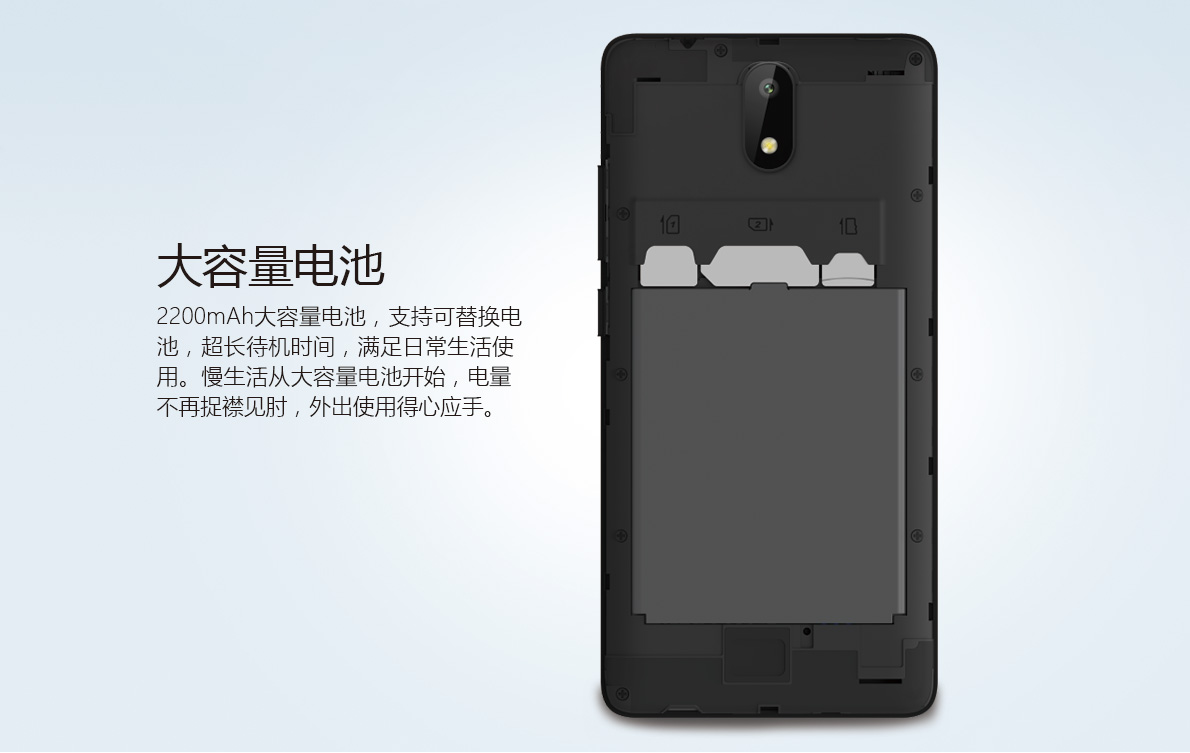 大容量电池
2200mAh大容量电池，支持可替换电
池，超长待机时间，满足日常生活使
用。慢生活从大容量电池开始，电量
不再捉襟见肘，外出使用得心应手。
1
2